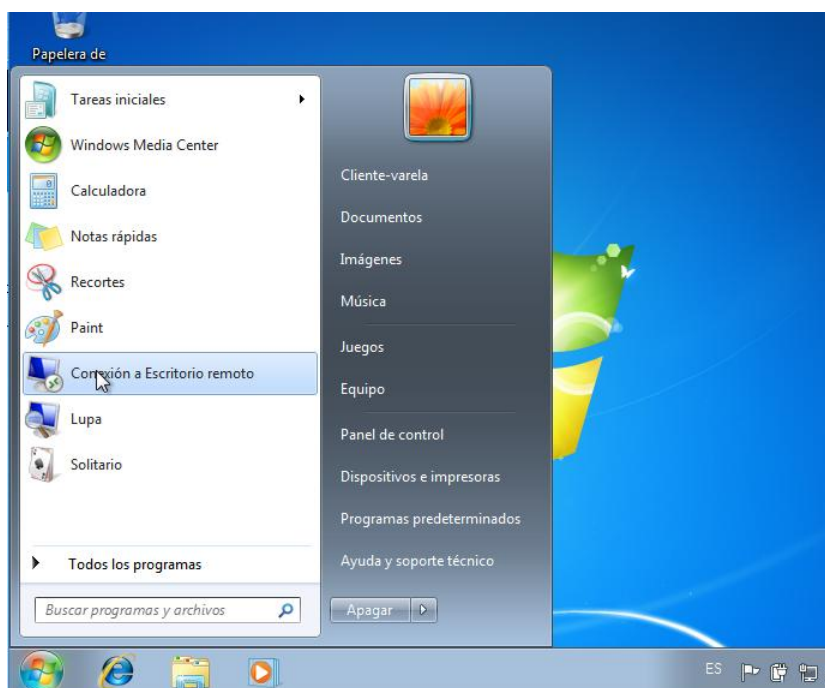 Papelera de
Tareas iniciales
Windows Media Center
Calculadora
Notas rápidas
Recortes
Paint
Conexión a Escritorio remoto
Lupa
Solitario
Todos los programas
Buscar programas y archivos
Cliente-varela
Documentos
Imágenes
Música
Juegos
Equipo
Panel de control
Dispositivos e impresoras
Programas predeterminados
Ayuda y soporte técnico
Apagar
ES